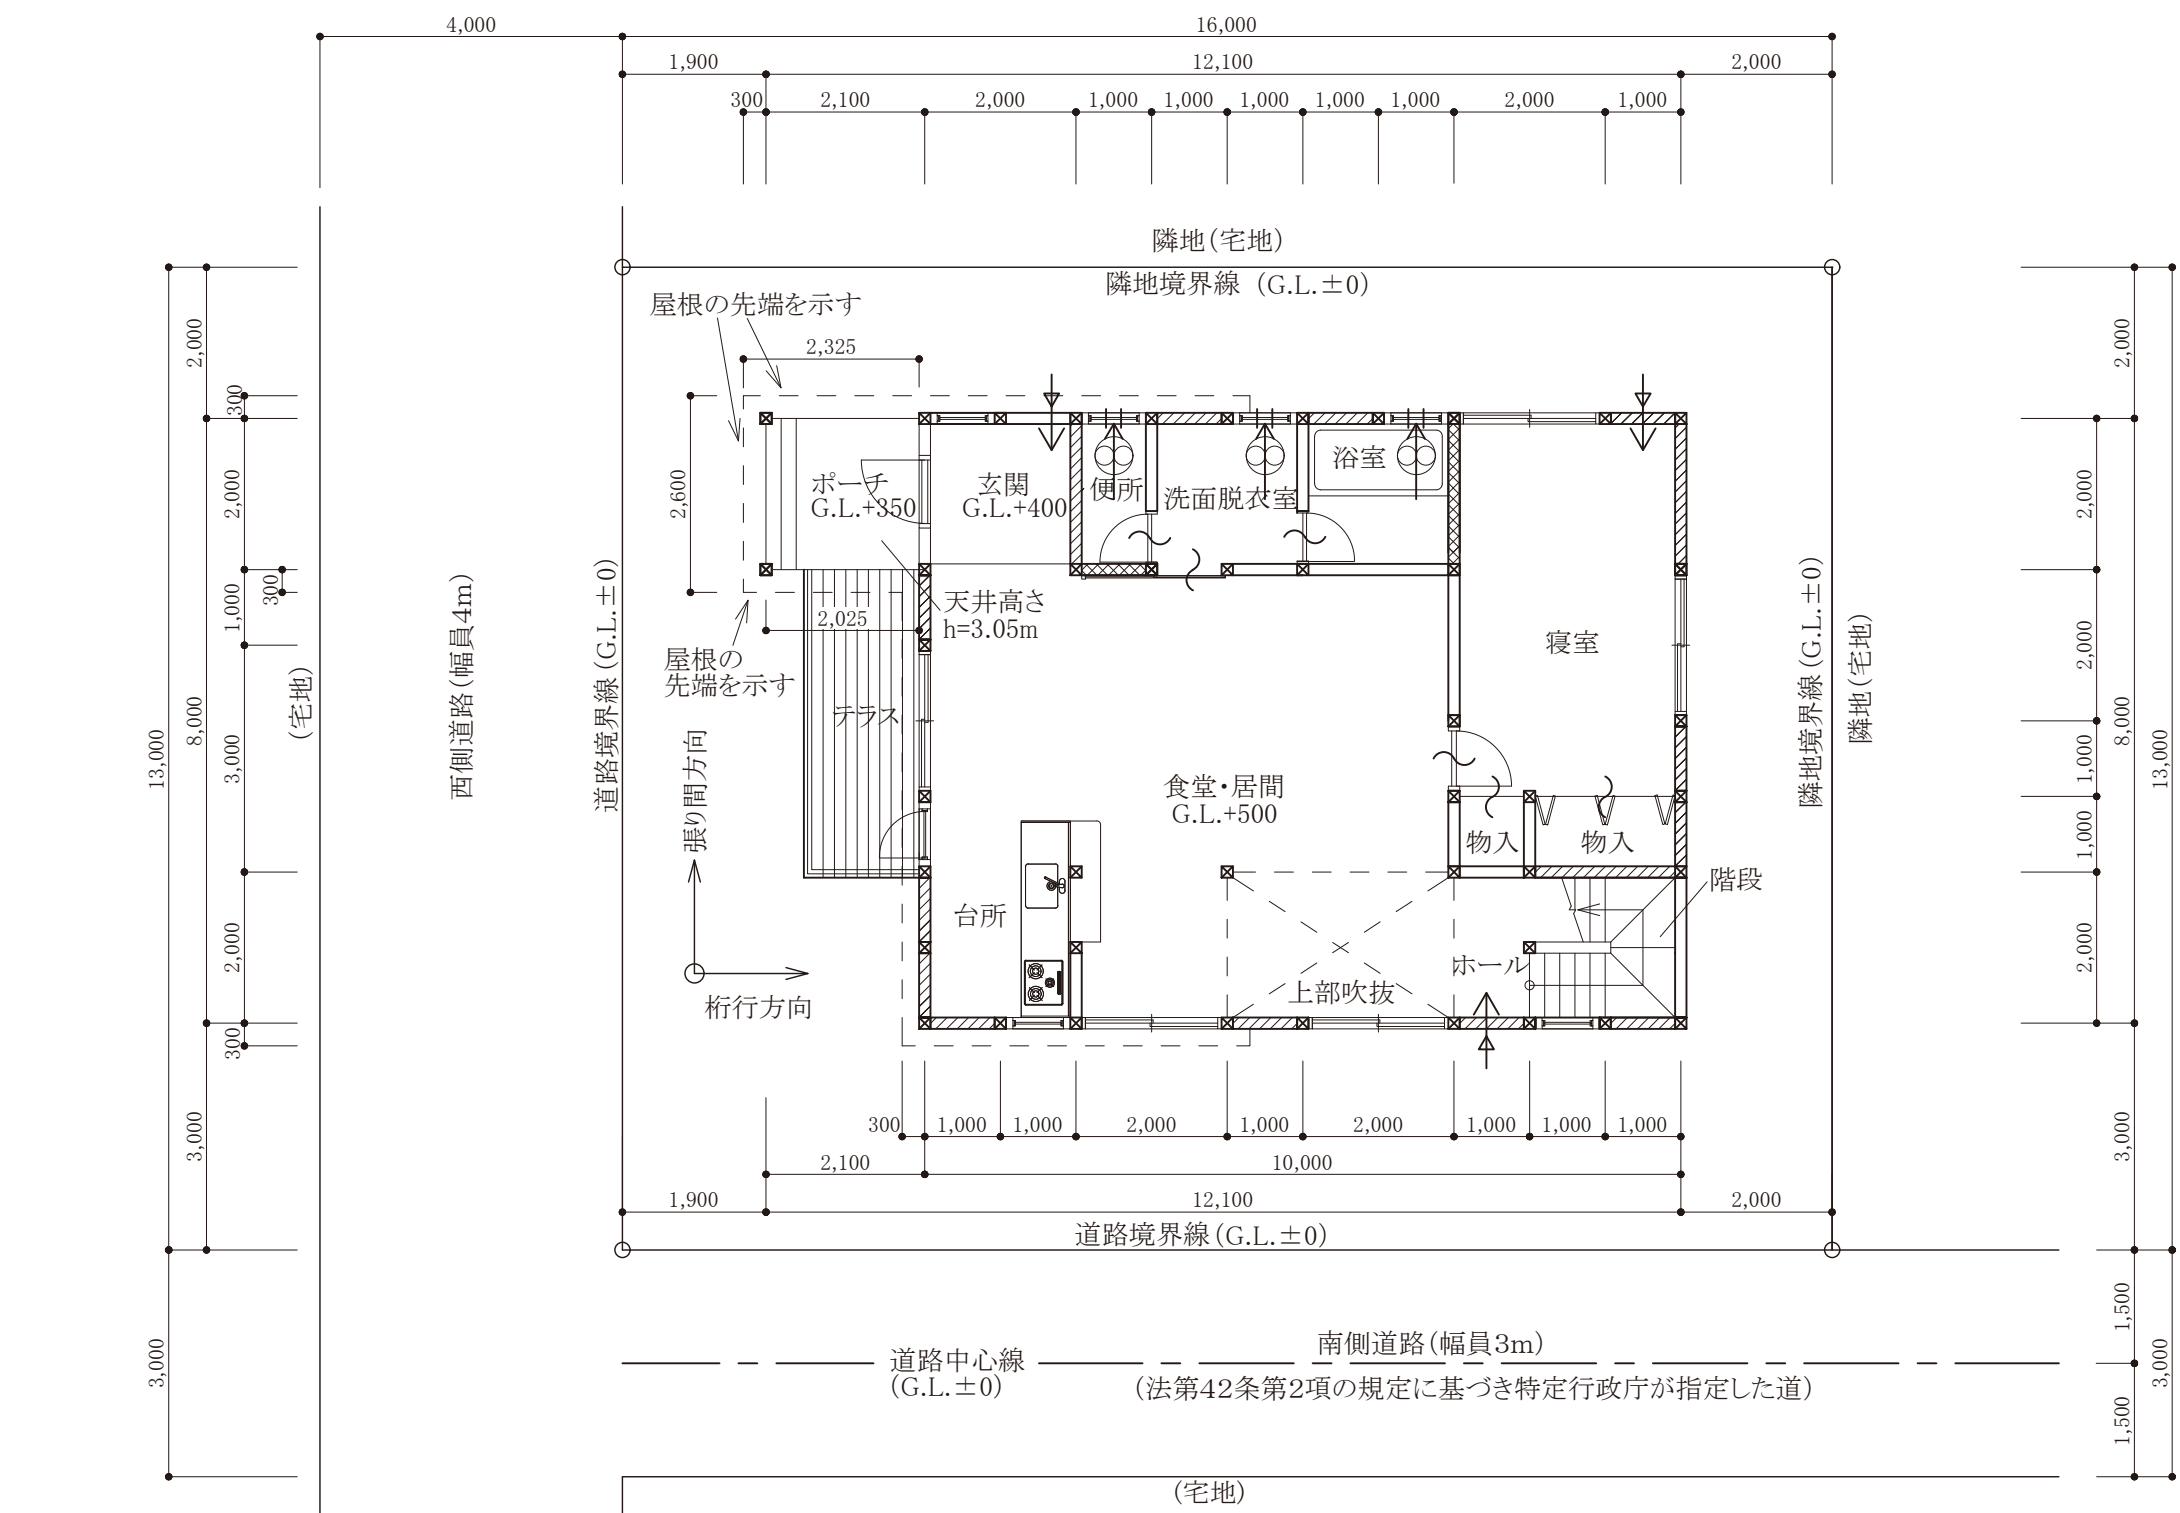 4,000
16,000
1,900
12,100
2,000
300
2,100
2,000
1,000
1,000
1,000
1,000
1,000
2,000
1,000
隣地(宅地)
隣地境界線 (G.L.±0)
屋根の先端を示す
2,325
2,600
13,000
2,000
8,000
3,000
3,000
300
2,000
1,000
3,000
2,000
300
300
(宅地)
西側道路(幅員4m)
道路境界線(G.L.±0)
ポーチ
G.L.+350
玄関
G.L.+400
便所
洗面脱衣室
浴室
天井高さ
h=3.05m
2,025
屋根の
先端を示す
テラス
寝室
張り間方向
桁行方向
食堂・居間
G.L.+500
物入
物入
階段
台所
ホール
上部吹抜
隣地境界線(G.L.±0)
隣地(宅地)
2,000
2,000
1,000
1,000
2,000
2,000
8,000
3,000
13,000
1,500
1,500
3,000
300
1,000
1,000
2,000
1,000
2,000
1,000
1,000
1,000
2,100
10,000
1,900
12,100
2,000
道路境界線(G.L.±0)
南側道路(幅員3m)
道路中心線
(G.L.±0)
(法第42条第2項の規定に基づき特定行政庁が指定した道)
(宅地)